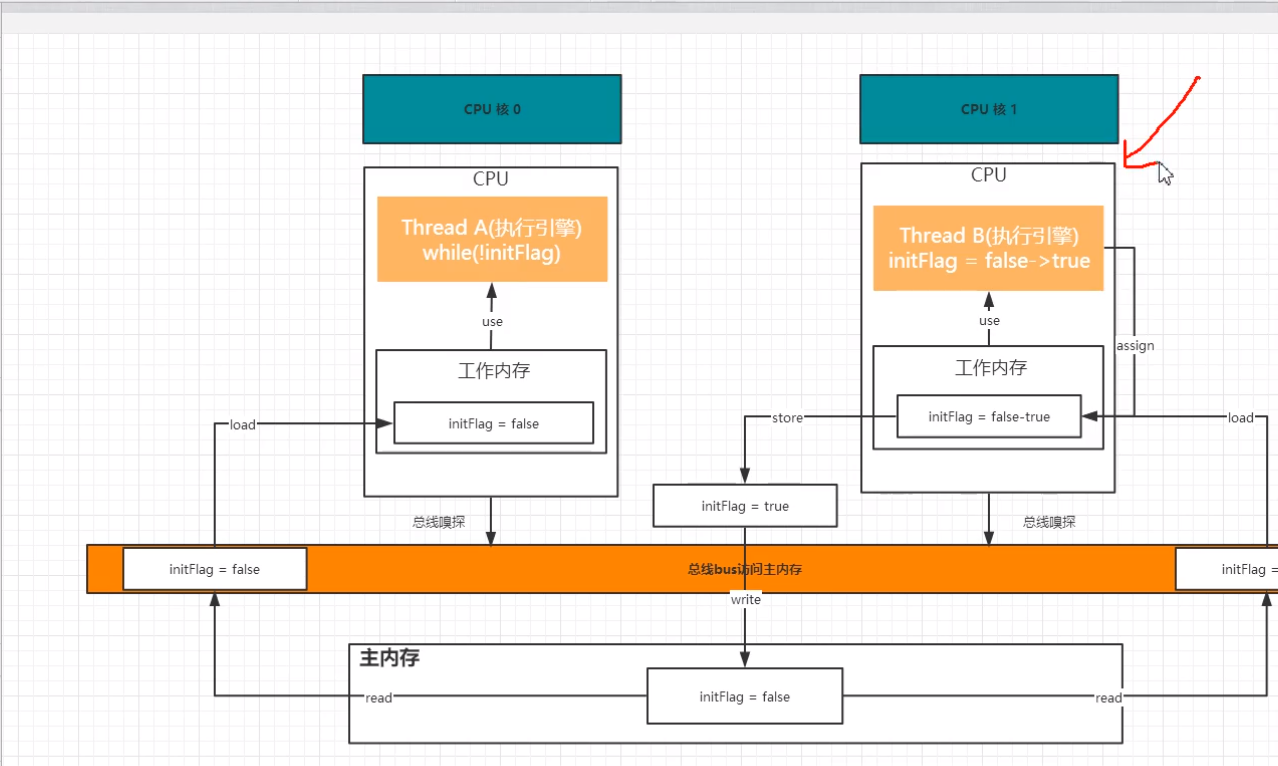 CPU 核 0
CPU 核 1
CPU
CPU
Thread A(执行引擎)
while(!initFlag)
Thread B(执行引擎)
initFlag = false->true
use
use
assign
工作内存
工作内存
initFlag = false
initFlag = false-true
load
store
load
initFlag = true
总线嗅探
总线嗅探
initFlag = false
总线bus访问主内存
initFlag =
write
主内存
read
initFlag = false
read